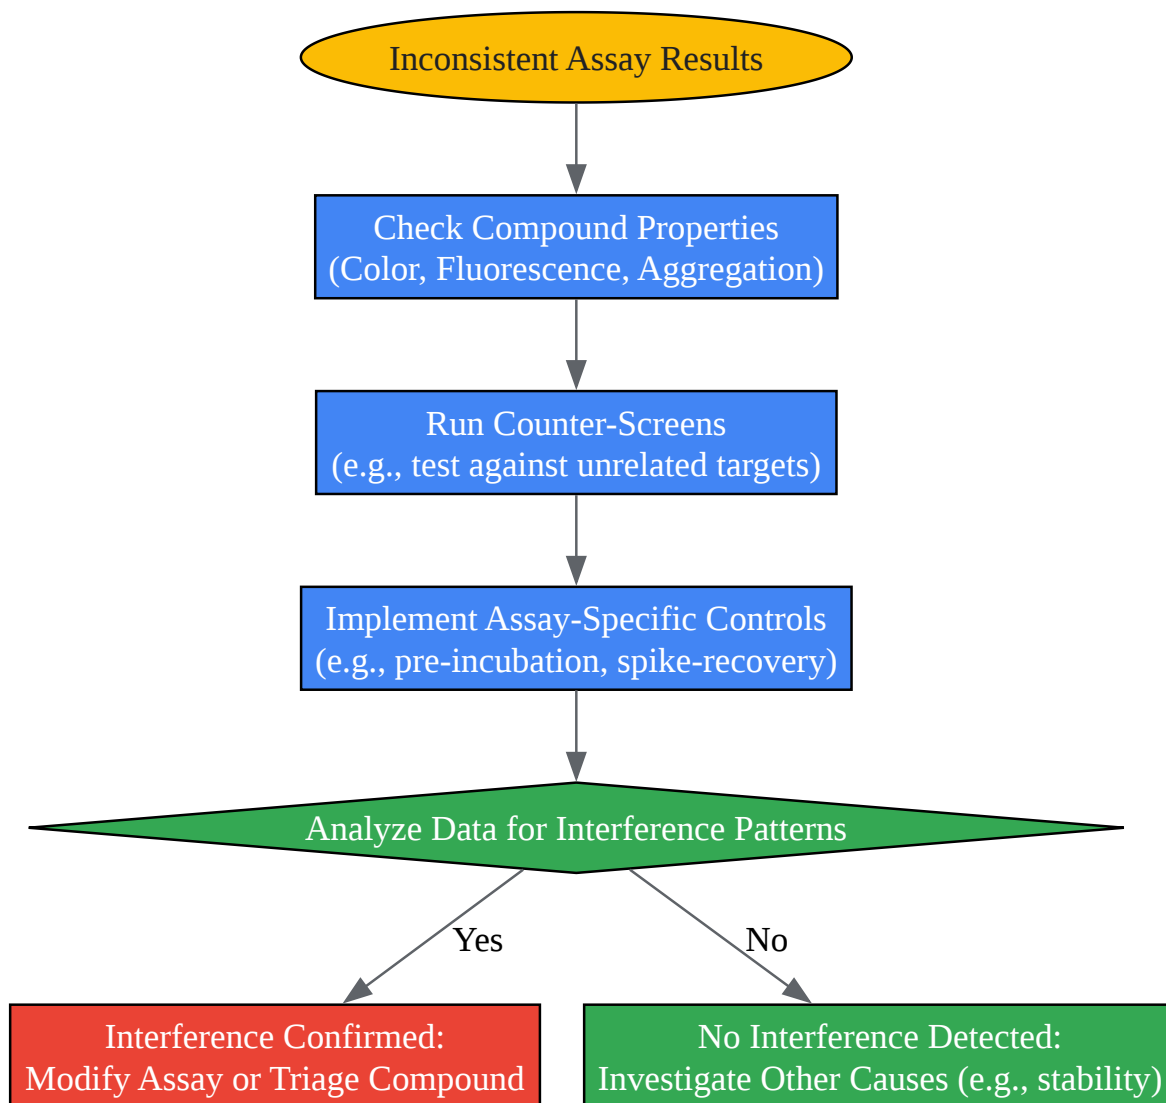 Inconsistent Assay Results
Check Compound Properties
(Color, Fluorescence, Aggregation)
Run Counter-Screens
(e.g., test against unrelated targets)
Implement Assay-Specific Controls
(e.g., pre-incubation, spike-recovery)
Analyze Data for Interference Patterns
Yes
No
Interference Confirmed:
Modify Assay or Triage Compound
No Interference Detected:
Investigate Other Causes (e.g., stability)